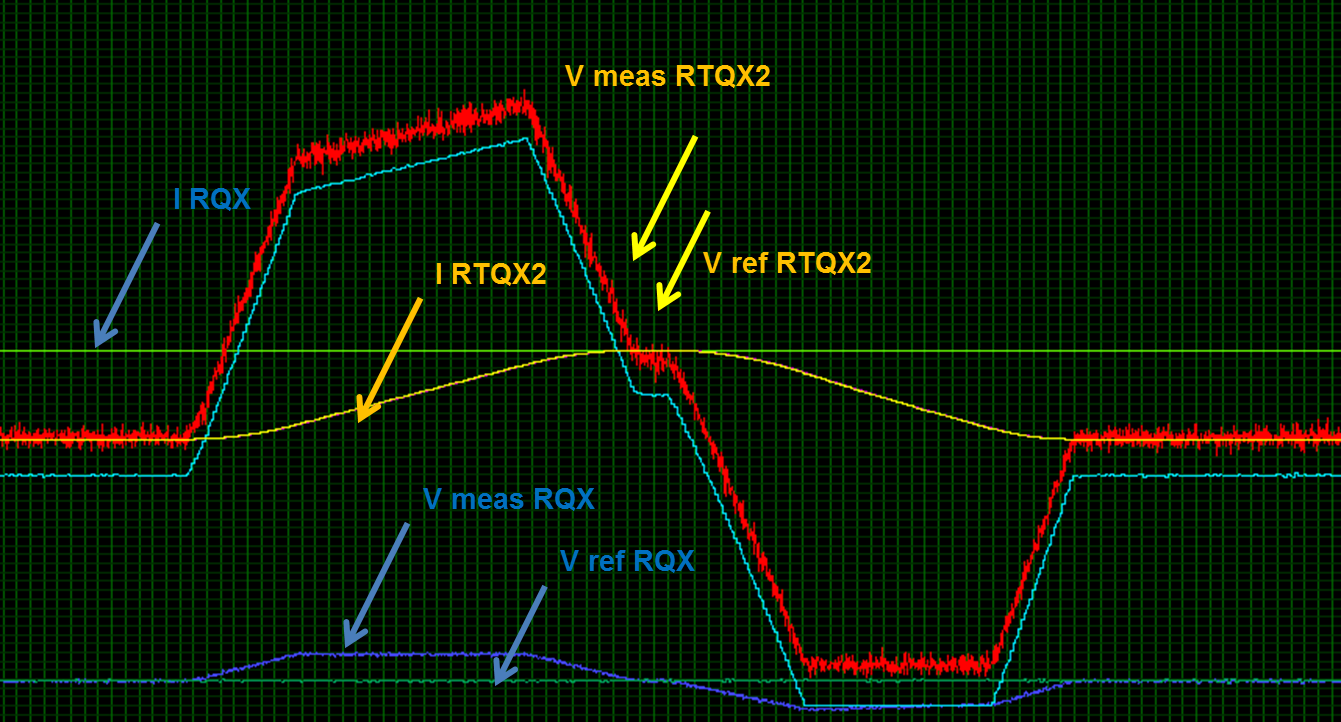 V meas RTQX2
I RQX
V ref RTQX2
I RTQX2
V meas RQX
V ref RQX